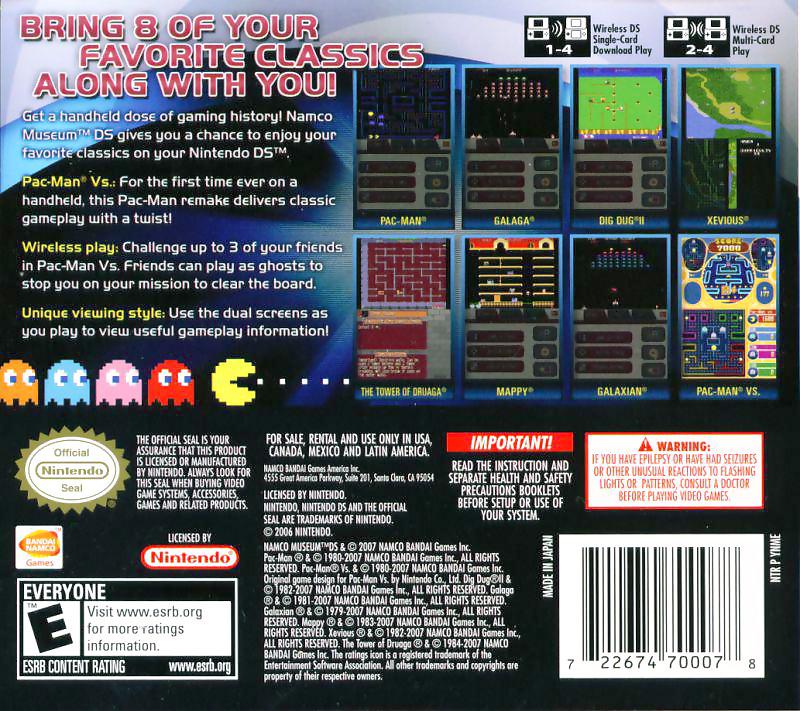 BRING 8 OF YOUR
FAVORITE CLASSICS
ALONG WITH YOU!
Get a handheld dose of gaming history! Namco
Museum™ DS gives you a chance to enjoy your
favorite classics on your Nintendo DS™.
Pac-Man® Vs.: For the first time ever on a
handheld, this Pac-Man remake delivers classic
gameplay with a twist!
Wireless play: Challenge up to 3 of your friends
in Pac-Man Vs. Friends can play as ghosts to
stop you on your mission to clear the board.
Unique viewing style: Use the dual screens as
you play to view useful gameplay information!
1-4
Wireless DS
Single-Card
Download Play
2-4
Wireless DS
Multi-Card
Play
PAC-MAN®
GALAGA®
DIG DUG®II
XEVIOUS®
SCORE
7000
THE TOWER OF DRUAGA®
MAPPY®
GALAXIAN®
PAC-MAN® VS.
Official
Nintendo
Seal
THE OFFICIAL SEAL IS YOUR
ASSURANCE THAT THIS PRODUCT
IS LICENSED OR MANUFACTURED
BY NINTENDO. ALWAYS LOOK FOR
THIS SEAL WHEN BUYING VIDEO
GAME SYSTEMS, ACCESSORIES,
GAMES AND RELATED PRODUCTS.
BANDAI
NAMCO
Games
LICENSED BY
Nintendo®
EVERYONE
E
™
Visit www.esrb.org
for more ratings
information.
ESRB CONTENT RATING www.esrb.org
FOR SALE, RENTAL AND USE ONLY IN USA,
CANADA, MEXICO AND LATIN AMERICA.
NAMCO BANDAI Games America Inc.
4555 Great America Parkway, Suite 201, Santa Clara, CA 95054
LICENSED BY NINTENDO.
NINTENDO, NINTENDO DS AND THE OFFICIAL
SEAL ARE TRADEMARKS OF NINTENDO.
© 2006 NINTENDO.
NAMCO MUSEUM™DS & © 2007 NAMCO BANDAI Games Inc.
Pac-Man ® & © 1980-2007 NAMCO BANDAI Games Inc., ALL RIGHTS
RESERVED. Pac-Man® Vs. & © 1980-2007 NAMCO BANDAI Games Inc.
Original game design for Pac-Man Vs. by Nintendo Co., Ltd. Dig Dug®II &
© 1982-2007 NAMCO BANDAI Games Inc., ALL RIGHTS RESERVED. Galaga
® & © 1981-2007 NAMCO BANDAI Games Inc., ALL RIGHTS RESERVED.
Galaxian ® & © 1979-2007 NAMCO BANDAI Games Inc., ALL RIGHTS
RESERVED. Mappy ® & © 1983-2007 NAMCO BANDAI Games Inc., ALL
RIGHTS RESERVED. Xevious ® & © 1982-2007 NAMCO BANDAI Games Inc.,
ALL RIGHTS RESERVED. The Tower of Druaga ® & © 1984-2007 NAMCO
BANDAI Games Inc. The ratings icon is a registered trademark of the
Entertainment Software Association. All other trademarks and copyrights are
property of their respective owners.
IMPORTANT!
READ THE INSTRUCTION AND
SEPARATE HEALTH AND SAFETY
PRECAUTIONS BOOKLETS
BEFORE SETUP OR USE OF
YOUR SYSTEM.
WARNING:
IF YOU HAVE EPILEPSY OR HAVE HAD SEIZURES
OR OTHER UNUSUAL REACTIONS TO FLASHING
LIGHTS OR PATTERNS, CONSULT A DOCTOR
BEFORE PLAYING VIDEO GAMES.
MADE IN JAPAN
NTR P YNME
7 22674 70007 8